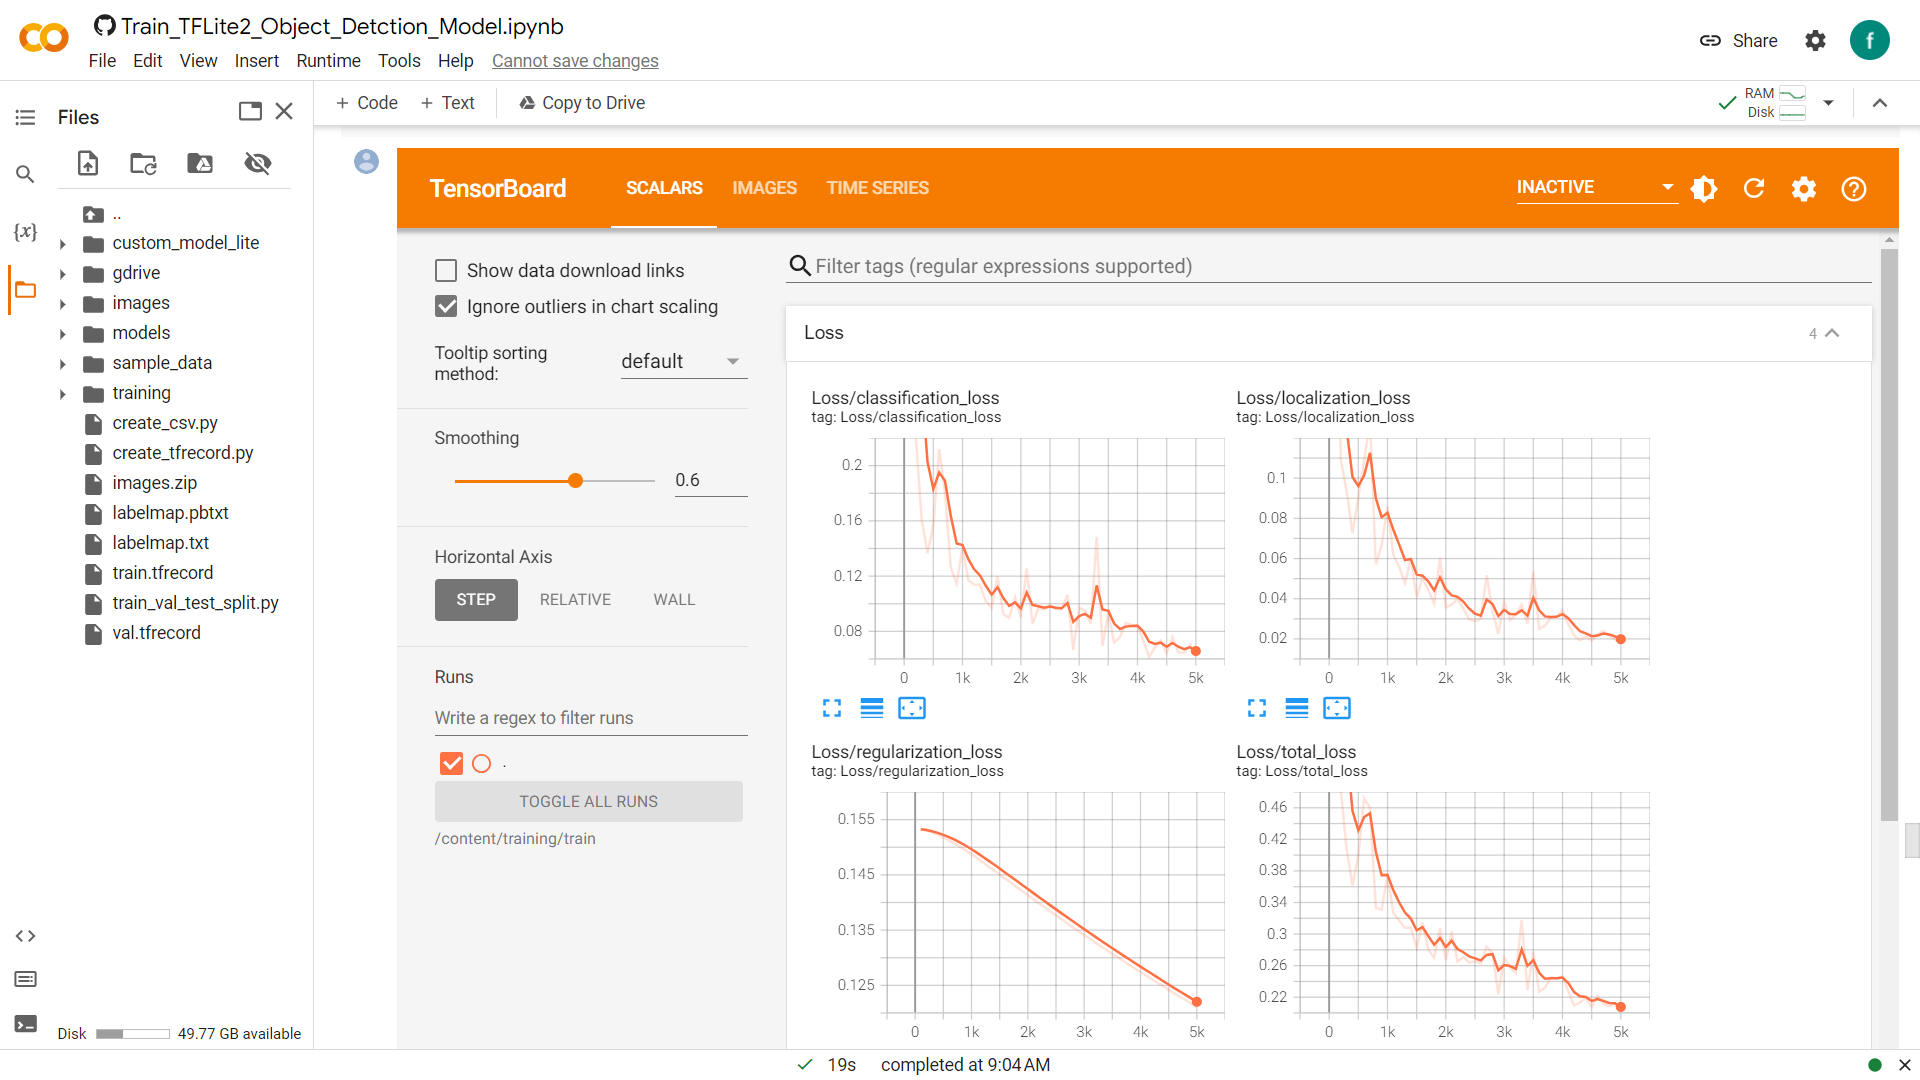 Train_TFLite2_Object_Detction_Model.ipynb
File Edit View Insert Runtime Tools Help Cannot save changes
Share
f
Files
+ Code + Text Copy to Drive
RAM
Disk
..
custom_model_lite
gdrive
images
models
sample_data
training
create_csv.py
create_tfrecord.py
images.zip
labelmap.pbtxt
labelmap.txt
train.tfrecord
train_val_test_split.py
val.tfrecord
{x}
Disk 49.77 GB available
TensorBoard SCALARS IMAGES TIME SERIES INACTIVE
Show data download links
Ignore outliers in chart scaling
Tooltip sorting
method:
default
Smoothing
0.6
Horizontal Axis
STEP RELATIVE WALL
Runs
Write a regex to filter runs
.
TOGGLE ALL RUNS
/content/training/train
Filter tags (regular expressions supported)
Loss 4
Loss/classification_loss
tag: Loss/classification_loss
0.2
0.16
0.12
0.08
0 1k 2k 3k 4k 5k
Loss/localization_loss
tag: Loss/localization_loss
0.1
0.08
0.06
0.04
0.02
0 1k 2k 3k 4k 5k
Loss/regularization_loss
tag: Loss/regularization_loss
0.155
0.145
0.135
0.125
0 1k 2k 3k 4k 5k
Loss/total_loss
tag: Loss/total_loss
0.46
0.42
0.38
0.34
0.3
0.26
0.22
0 1k 2k 3k 4k 5k
19s completed at 9:04 AM